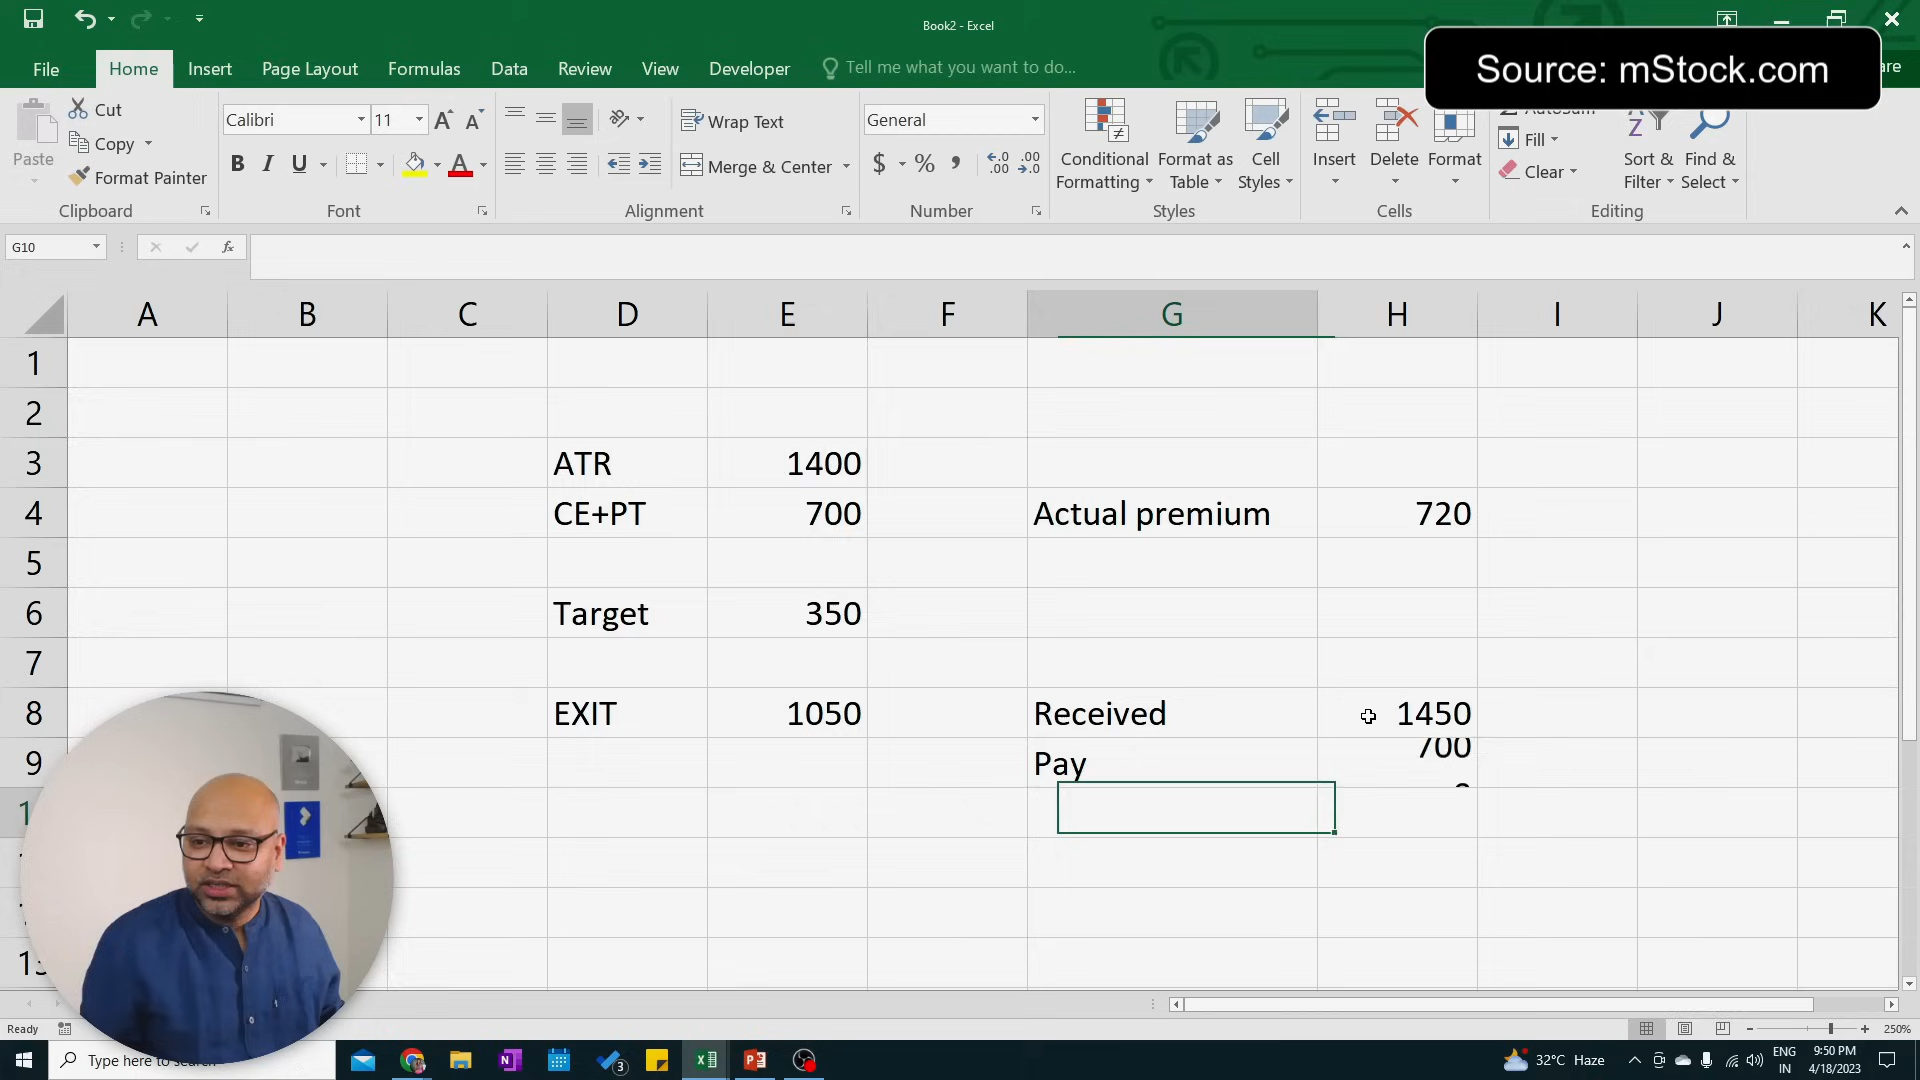 Book2 - Excel
Source: mStock.com
File Home Insert Page Layout Formulas Data Review View Developer Tell me what you want to do...
Paste Cut Copy Format Painter
Clipboard
Calibri 11
B I U A
Font
Wrap Text
Merge & Center
Alignment
General
$ % ,
Number
Conditional Formatting Format as Table Cell Styles
Styles
Insert Delete Format
Cells
Fill
Clear
Sort & Filter Find & Select
Editing
G10 fx
A B C D E F G H I J K
1
2
3 ATR 1400
4 CE+PT 700 Actual premium 720
5
6 Target 350
7
8 EXIT 1050 Received 1450
9 Pay 700
13
Ready 250%
Type here to
3
32°C Haze
ENG IN
9:50 PM
4/18/2023